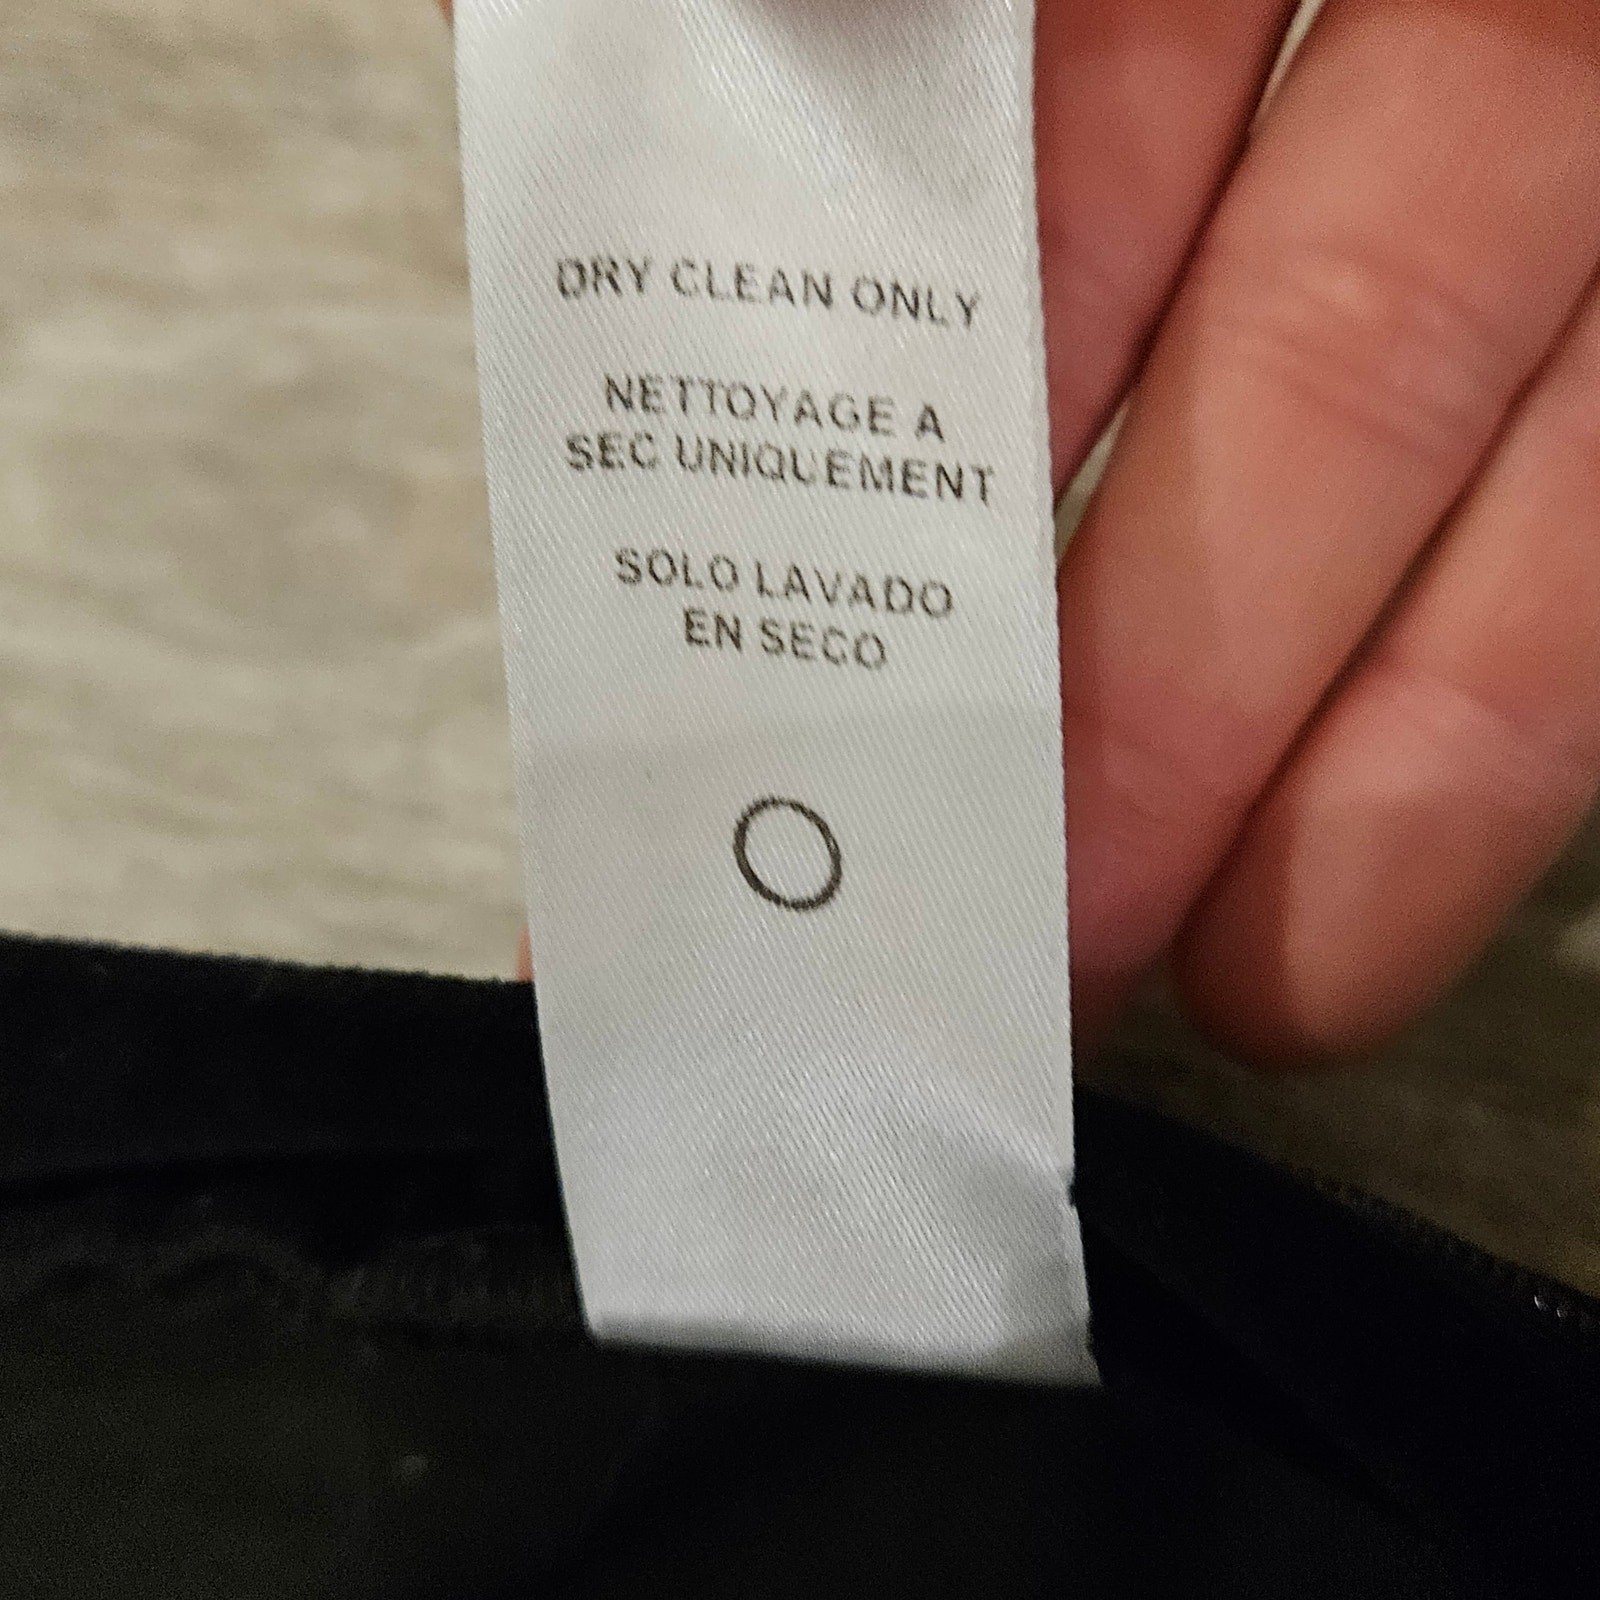 DRY CLEAN ONLY
NETTOYAGE A
SEC UNIQUEMENT
SOLO LAVADO
EN SECO